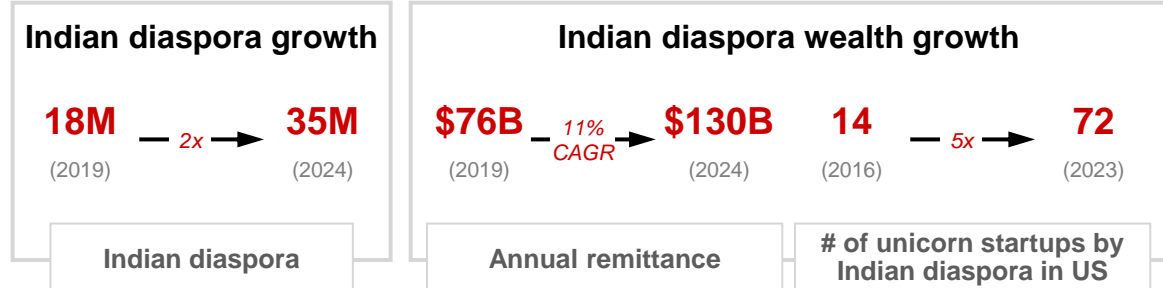 Indian diaspora growth
18M
2x
35M
(2019)
(2024)
Indian diaspora
Indian diaspora wealth growth
$76B
11%
CAGR
$130B
(2019)
(2024)
Annual remittance
14
5x
72
(2016)
(2023)
# of unicorn startups by
Indian diaspora in US